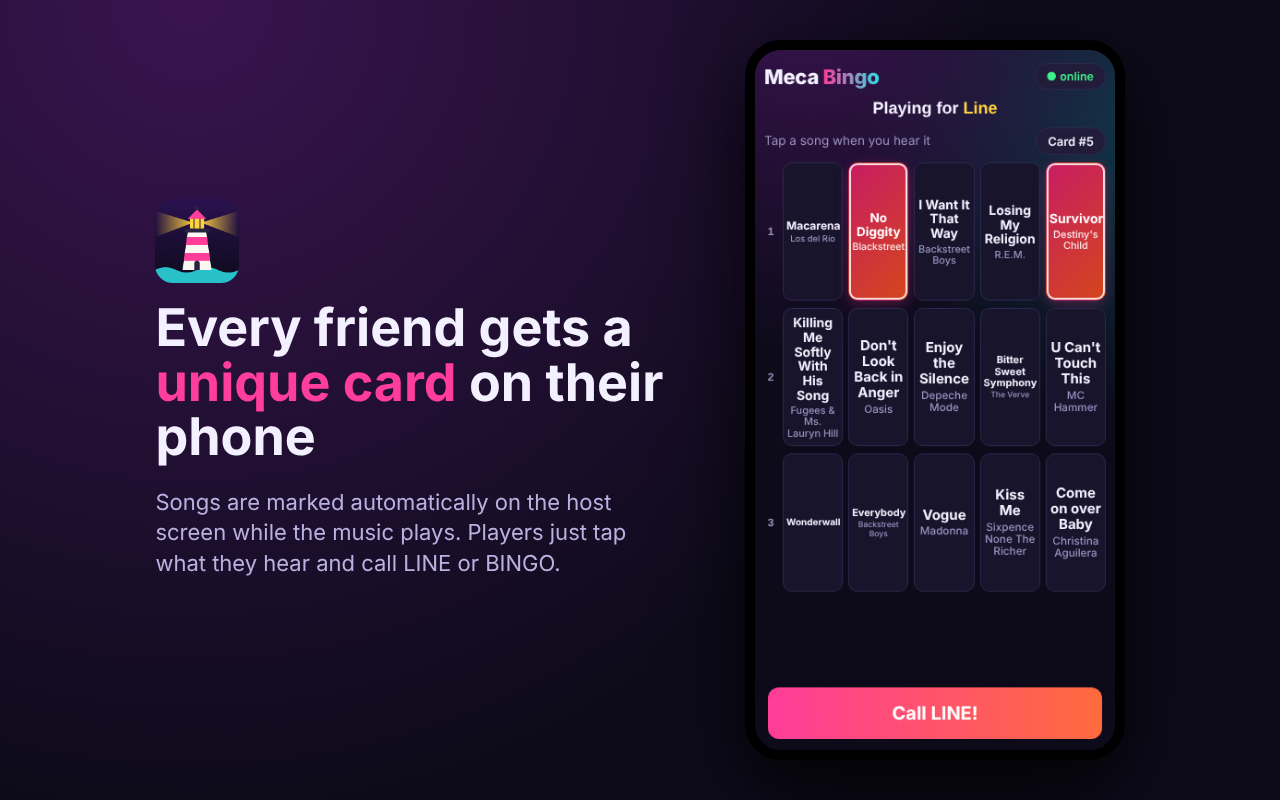 Every friend gets a
unique card on their
phone
Songs are marked automatically on the host
screen while the music plays. Players just tap
what they hear and call LINE or BINGO.
Meca Bingo
online
Playing for Line
Tap a song when you hear it
Card #5
1
Macarena
Los del Río
No
Diggity
Blackstreet
I Want It
That
Way
Backstreet
Boys
Losing
My
Religion
R.E.M.
Survivor
Destiny's
Child
2
Killing
Me
Softly
With
His
Song
Fugees &
Ms.
Lauryn Hill
Don't
Look
Back in
Anger
Oasis
Enjoy
the
Silence
Depeche
Mode
Bitter
Sweet
Symphony
The Verve
U Can't
Touch
This
MC
Hammer
3
Wonderwall
Everybody
Backstreet
Boys
Vogue
Madonna
Kiss
Me
Sixpence
None The
Richer
Come
on over
Baby
Christina
Aguilera
Call LINE!